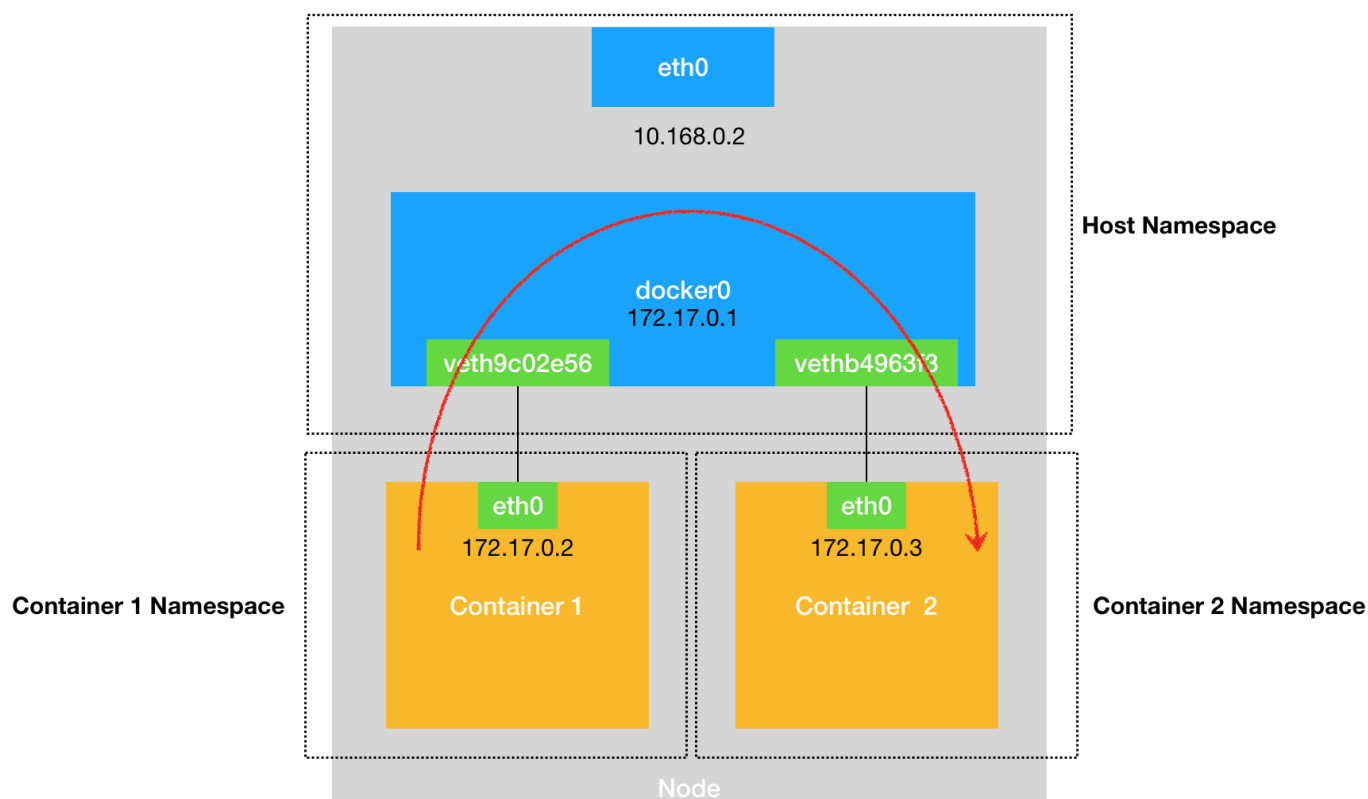 eth0
10.168.0.2
Host Namespace
docker0
172.17.0.1
veth9c02e56
vethb4963f3
eth0
eth0
172.17.0.2
172.17.0.3
Container 1 Namespace
Container 1
Container 2
Container 2 Namespace
Node